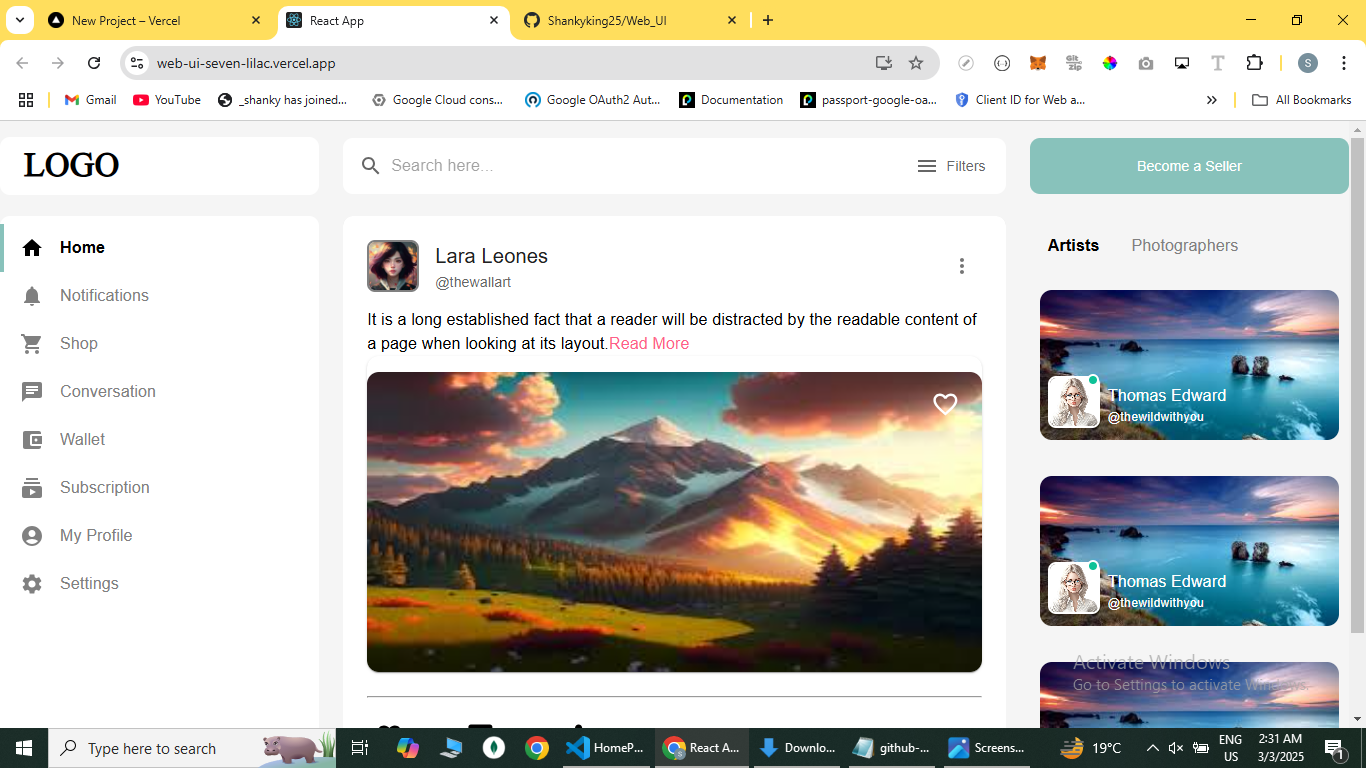 New Project – Vercel
React App
Shankyking25/Web_UI
web-ui-seven-lilac.vercel.app
S
Gmail
YouTube
_shanky has joined...
Google Cloud cons...
Google OAuth2 Aut...
Documentation
passport-google-oa...
Client ID for Web a...
All Bookmarks
LOGO
Search here...
Filters
Become a Seller
Home
Notifications
Shop
Conversation
Wallet
Subscription
My Profile
Settings
Lara Leones
@thewallart
It is a long established fact that a reader will be distracted by the readable content of
a page when looking at its layout.Read More
Artists
Photographers
Thomas Edward
@thewildwithyou
Thomas Edward
@thewildwithyou
Activate Windows
Go to Settings to activate Windows.
Type here to search
HomeP...
React A...
Downlo...
github-...
Screens...
19°C
ENG
US
2:31 AM
3/3/2025
1